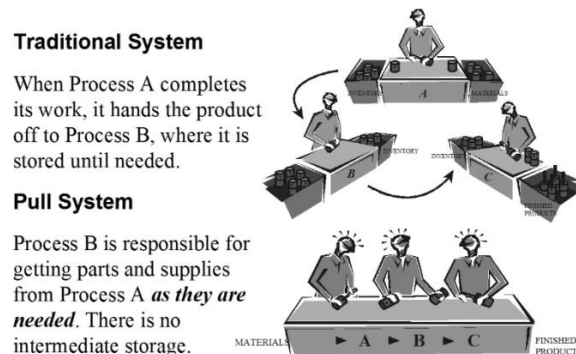 Traditional System
When Process A completes
its work, it hands the product
off to Process B, where it is
stored until needed.
Pull System
Process B is responsible for
getting parts and supplies
from Process A as they are
needed. There is no
intermediate storage.
INVENTORY
A
MATERIALS
B
INVENTORY
INVENTORY
C
FINISHED
PRODUCTS
MATERIALS
► A ► B ► C
FINISHED
PRODUCT